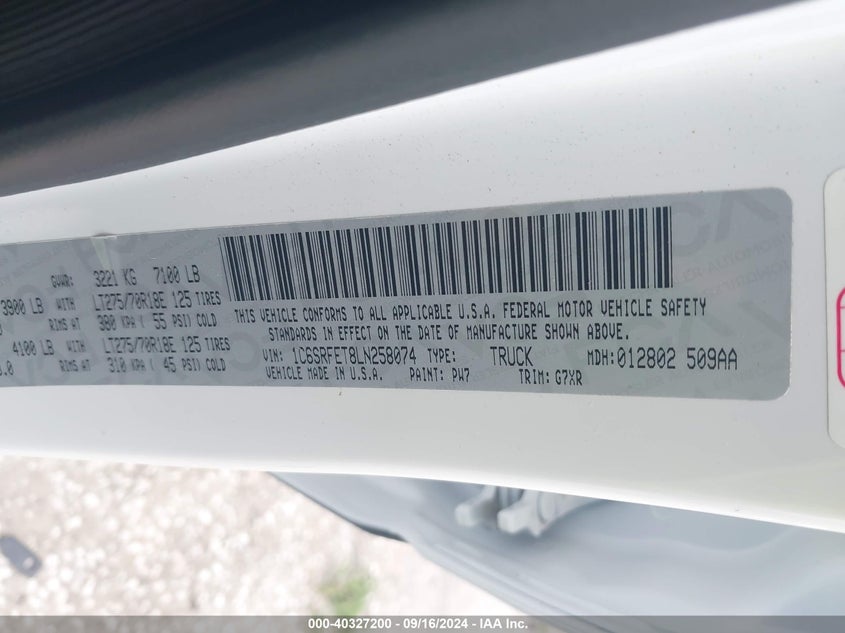 GVWR: 3221 KG 7100 LB
3900 LB WITH LT275/70R18E 125 TIRES
RIMS AT 380 KPA ( 55 PSI) COLD
4100 LB WITH LT275/70R18E 125 TIRES
.0 RIMS AT 310 KPA ( 45 PSI) COLD
THIS VEHICLE CONFORMS TO ALL APPLICABLE U.S.A. FEDERAL MOTOR VEHICLE SAFETY
STANDARDS IN EFFECT ON THE DATE OF MANUFACTURE SHOWN ABOVE.
VIN: 1C6SRFET8LN258074 TYPE: TRUCK MDH: 012802 509AA
VEHICLE MADE IN U.S.A. PAINT: PW7 TRIM: G7XR
000-40327200 - 09/16/2024 - IAA Inc.